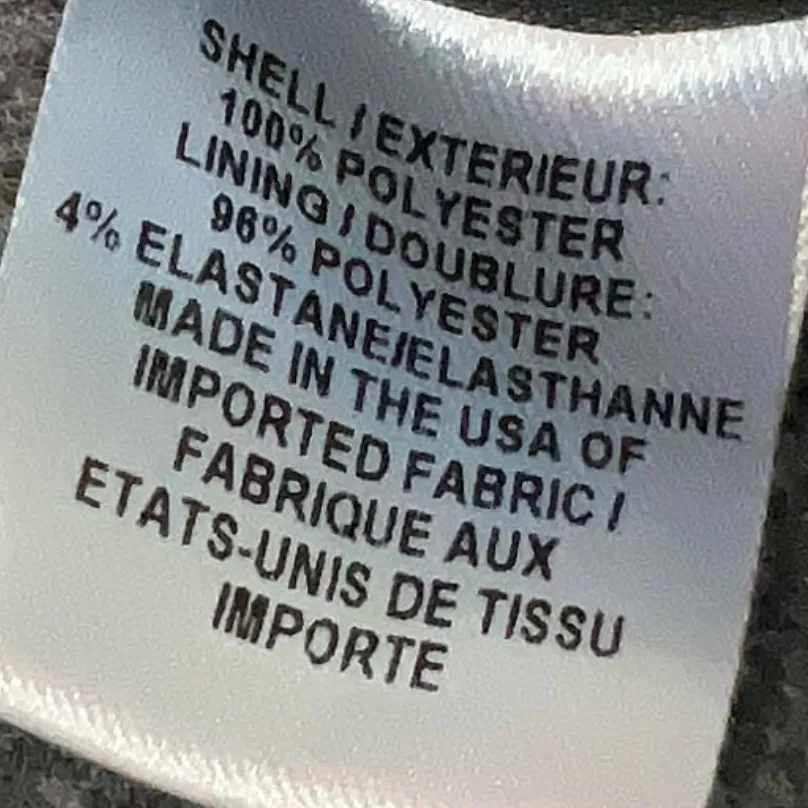 SHELL / EXTERIEUR:
100% POLYESTER
LINING / DOUBLURE:
96% POLYESTER
4% ELASTANE/ELASTHANNE
MADE IN THE USA OF
IMPORTED FABRIC /
FABRIQUE AUX
ETATS-UNIS DE TISSU
IMPORTE